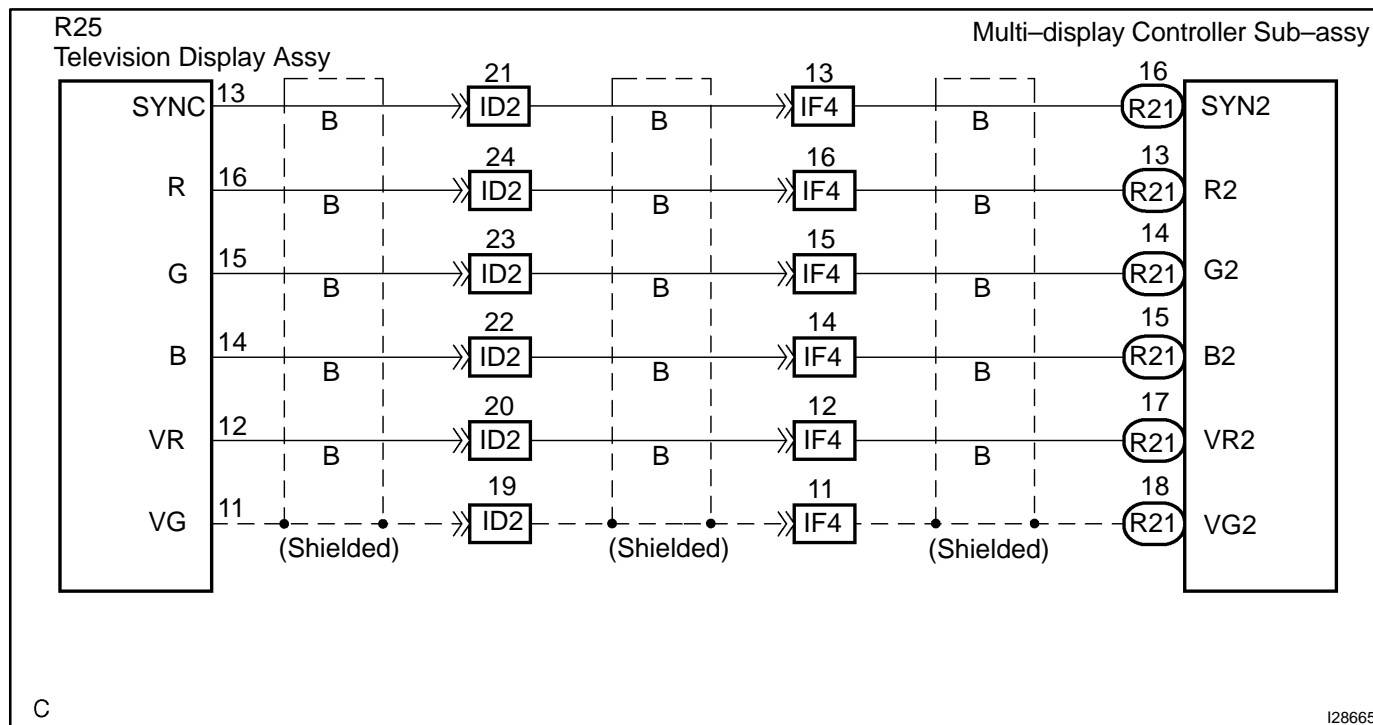 R25
Television Display Assy
Multi–display Controller Sub–assy
SYNC 13 B 21 ID2 B 13 IF4 B 16 R21 SYN2
R 16 B 24 ID2 B 16 IF4 B 13 R21 R2
G 15 B 23 ID2 B 15 IF4 B 14 R21 G2
B 14 B 22 ID2 B 14 IF4 B 15 R21 B2
VR 12 B 20 ID2 B 12 IF4 B 17 R21 VR2
VG 11 19 ID2 11 IF4 18 R21 VG2
(Shielded) (Shielded) (Shielded)
C
I28665